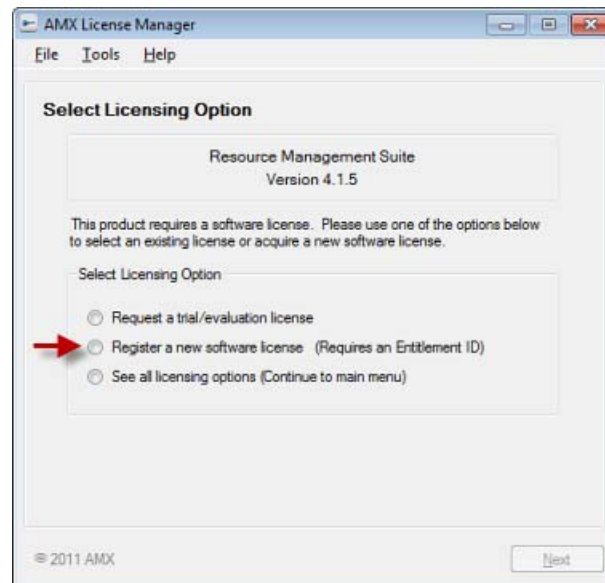 AMX License Manager
File Tools Help
Select Licensing Option
Resource Management Suite
Version 4.1.5
This product requires a software license. Please use one of the options below
to select an existing license or acquire a new software license.
Select Licensing Option
Request a trial/evaluation license
Register a new software license (Requires an Entitlement ID)
See all licensing options (Continue to main menu)
© 2011 AMX
Next